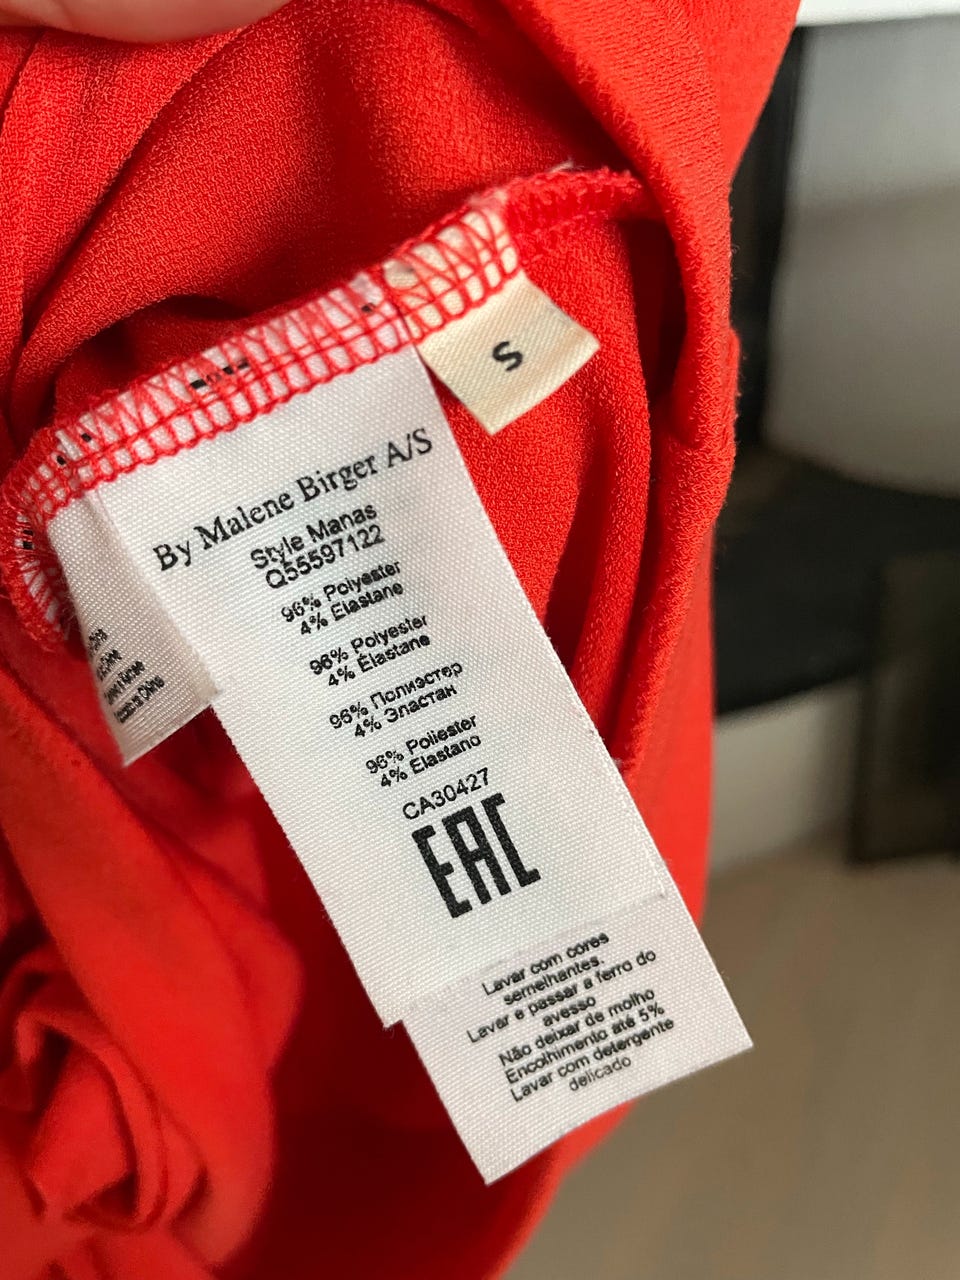 S
By Malene Birger A/S
Style Manas
Q55597122
96% Polyester
4% Elastane
96% Polyester
4% Élastane
96% Полиэстер
4% Эластан
96% Poliester
4% Elastano
CA30427
EAC
Lavar com cores
semelhantes.
Lavar e passar a ferro do
avesso
Não deixar de molho
Encolhimento até 5%
Lavar com detergente
delicado